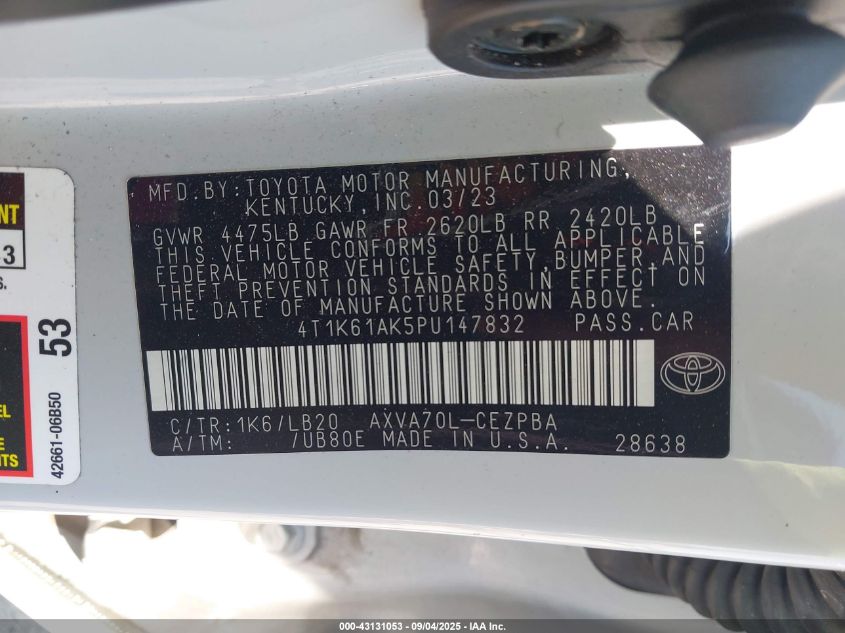 MFD. BY: TOYOTA MOTOR MANUFACTURING,
KENTUCKY, INC. 03/23
GVWR 4475LB GAWR FR 2620LB RR 2420LB
THIS VEHICLE CONFORMS TO ALL APPLICABLE
FEDERAL MOTOR VEHICLE SAFETY, BUMPER, AND
THEFT PREVENTION STANDARDS IN EFFECT ON
THE DATE OF MANUFACTURE SHOWN ABOVE.
4T1K61AK5PU147832 PASS. CAR
C/TR: 1K6/LB20 AXVA70L-CEZPBA
A/TM: /UB80E MADE IN U.S.A. 28638
53
42661-06B50
000-43131053 - 09/04/2025 - IAA Inc.